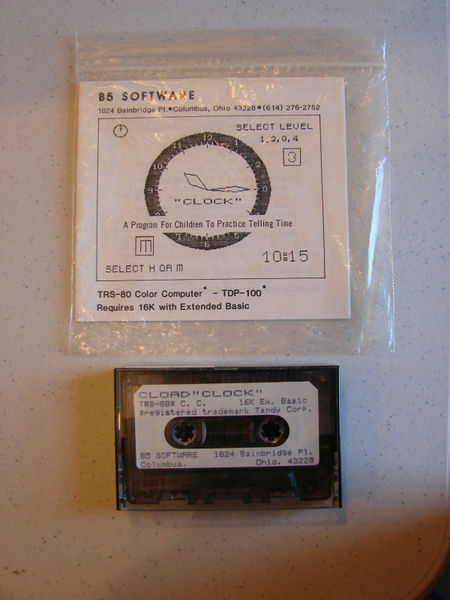 B5 SOFTWARE
1024 Bainbridge Pl.•Columbus, Ohio 43228•(614) 276-2752
SELECT LEVEL
1,2,3,4
3
12
"CLOCK"
A Program For Children To Practice Telling Time
M
6
10:15
SELECT H OR M
TRS-80 Color Computer* - TDP-100*
Requires 16K with Extended Basic
CLOAD"CLOCK"
TRS-80* C. C. 16K Ex. Basic
*registered trademark Tandy Corp.
B5 SOFTWARE 1024 Bainbridge Pl.
Columbus, Ohio. 43228